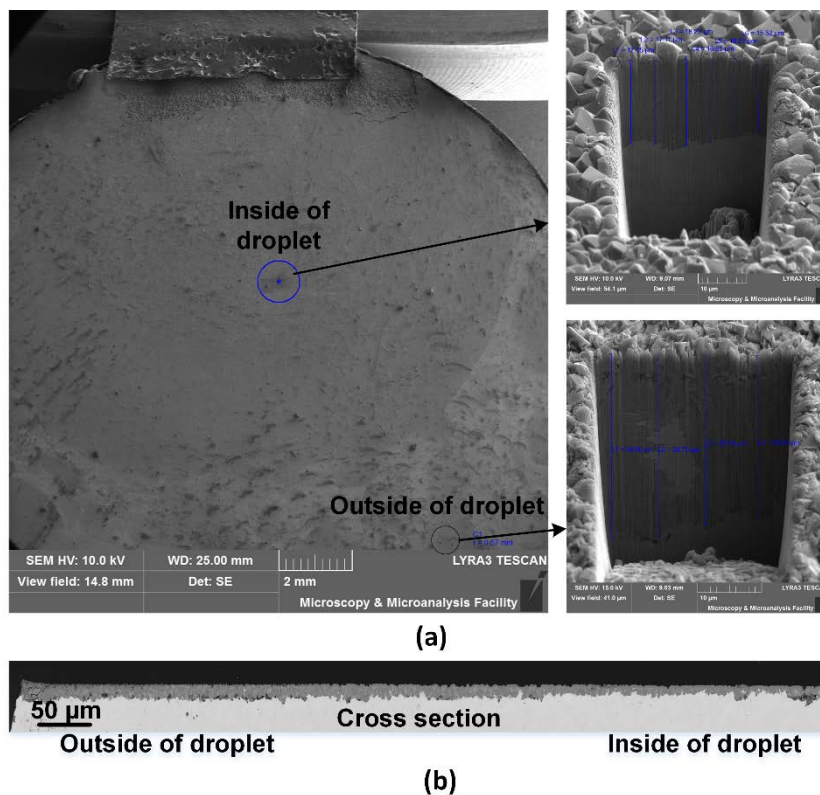 Inside of
droplet
Outside of droplet
SEM HV: 10.0 kV
WD: 25.00 mm
LYRA3 TESCAN
View field: 14.8 mm
Det: SE
2 mm
Microscopy & Microanalysis Facility
SEM HV: 10.0 kV
WD: 9.07 mm
LYRA3 TESCAN
View field: 54.1 µm
Det: SE
10 µm
Microscopy & Microanalysis Facility
SEM HV: 15.0 kV
WD: 9.63 mm
LYRA3 TESCAN
View field: 41.0 µm
Det: SE
10 µm
Microscopy & Microanalysis Facility
(a)
50 µm
Cross section
Outside of droplet
Inside of droplet
(b)